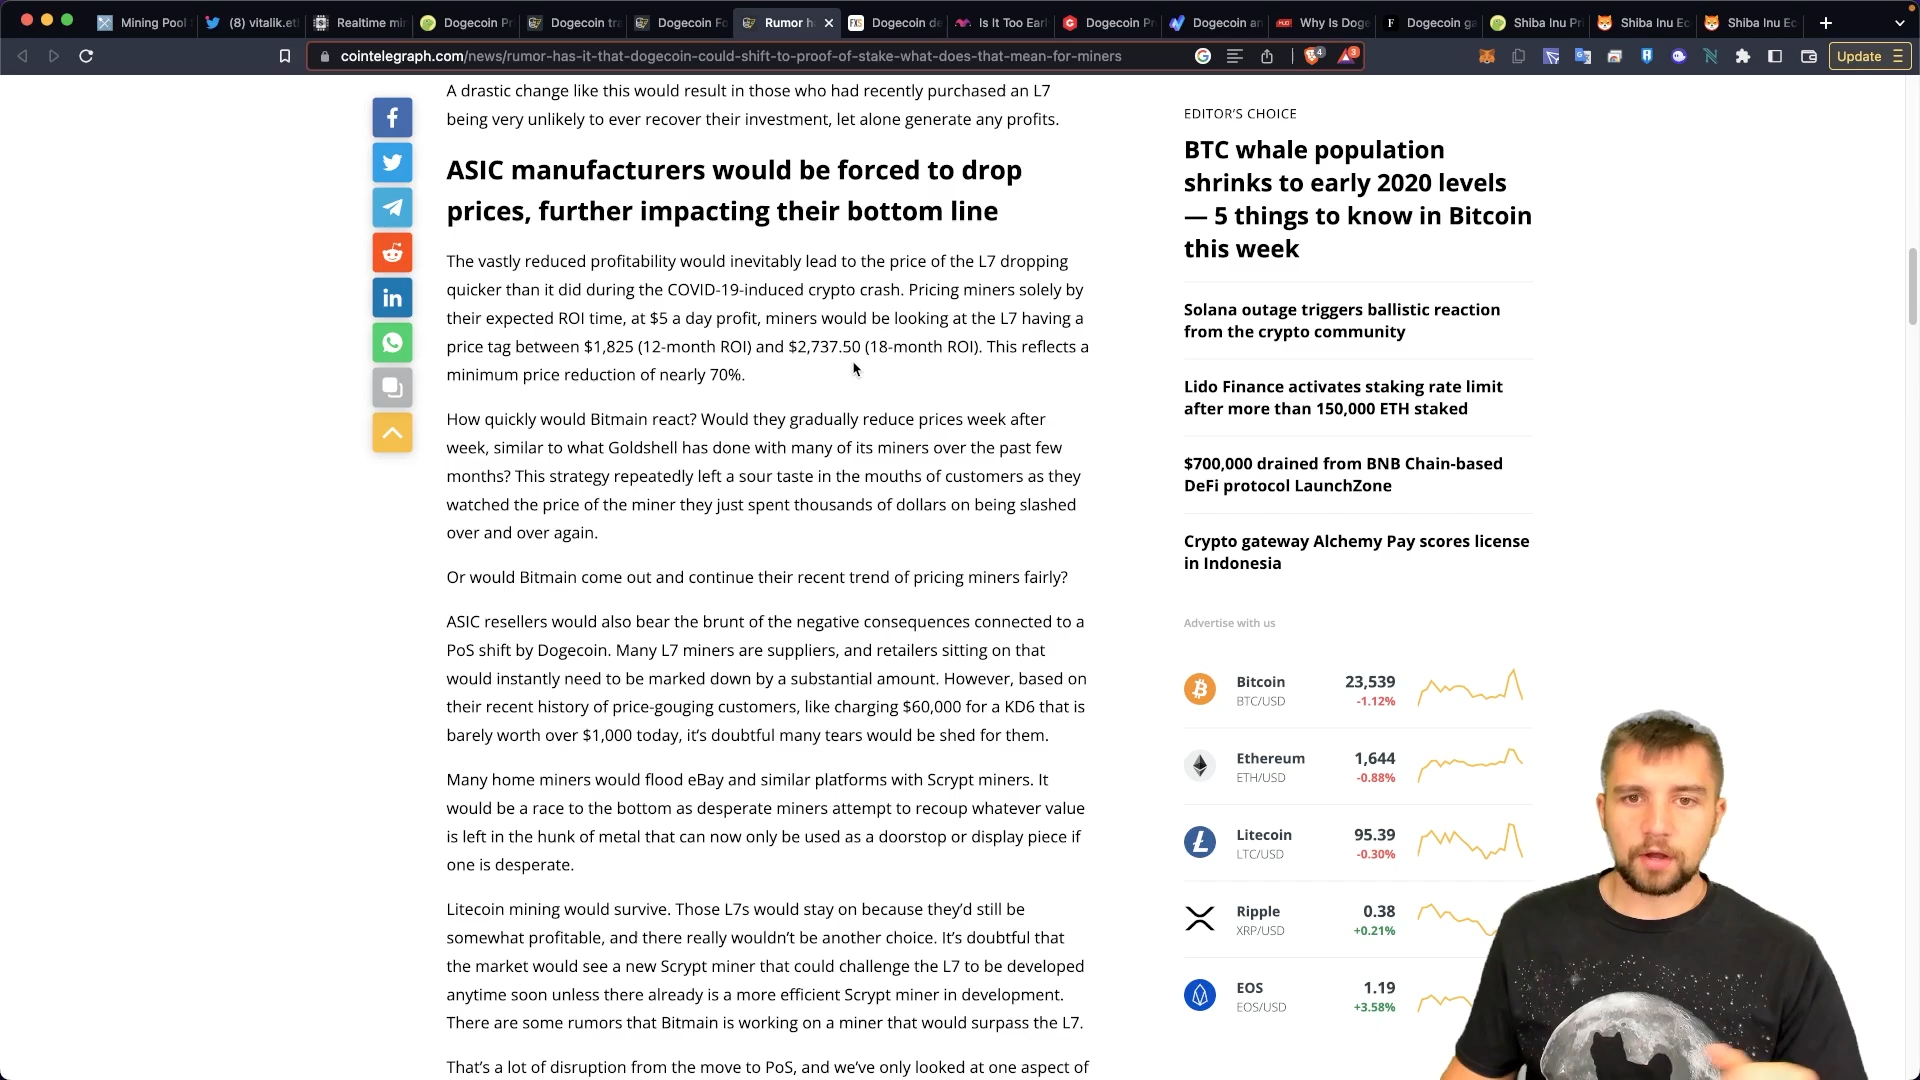 Mining Pool
(8) vitalik.et
Realtime mi
Dogecoin Pr
Dogecoin tra
Dogecoin Fo
Rumor h
Dogecoin de
Is It Too Earl
Dogecoin Pr
Dogecoin an
Why Is Doge
Dogecoin ga
Shiba Inu Pri
Shiba Inu Ec
Shiba Inu Ec
cointelegraph.com/news/rumor-has-it-that-dogecoin-could-shift-to-proof-of-stake-what-does-that-mean-for-miners
4
3
Update
A drastic change like this would result in those who had recently purchased an L7
being very unlikely to ever recover their investment, let alone generate any profits.
ASIC manufacturers would be forced to drop
prices, further impacting their bottom line
The vastly reduced profitability would inevitably lead to the price of the L7 dropping
quicker than it did during the COVID-19-induced crypto crash. Pricing miners solely by
their expected ROI time, at $5 a day profit, miners would be looking at the L7 having a
price tag between $1,825 (12-month ROI) and $2,737.50 (18-month ROI). This reflects a
minimum price reduction of nearly 70%.
How quickly would Bitmain react? Would they gradually reduce prices week after
week, similar to what Goldshell has done with many of its miners over the past few
months? This strategy repeatedly left a sour taste in the mouths of customers as they
watched the price of the miner they just spent thousands of dollars on being slashed
over and over again.
Or would Bitmain come out and continue their recent trend of pricing miners fairly?
ASIC resellers would also bear the brunt of the negative consequences connected to a
PoS shift by Dogecoin. Many L7 miners are suppliers, and retailers sitting on that
would instantly need to be marked down by a substantial amount. However, based on
their recent history of price-gouging customers, like charging $60,000 for a KD6 that is
barely worth over $1,000 today, it's doubtful many tears would be shed for them.
Many home miners would flood eBay and similar platforms with Scrypt miners. It
would be a race to the bottom as desperate miners attempt to recoup whatever value
is left in the hunk of metal that can now only be used as a doorstop or display piece if
one is desperate.
Litecoin mining would survive. Those L7s would stay on because they'd still be
somewhat profitable, and there really wouldn't be another choice. It's doubtful that
the market would see a new Scrypt miner that could challenge the L7 to be developed
anytime soon unless there already is a more efficient Scrypt miner in development.
There are some rumors that Bitmain is working on a miner that would surpass the L7.
That's a lot of disruption from the move to PoS, and we've only looked at one aspect of
EDITOR'S CHOICE
BTC whale population
shrinks to early 2020 levels
— 5 things to know in Bitcoin
this week
Solana outage triggers ballistic reaction
from the crypto community
Lido Finance activates staking rate limit
after more than 150,000 ETH staked
$700,000 drained from BNB Chain-based
DeFi protocol LaunchZone
Crypto gateway Alchemy Pay scores license
in Indonesia
Advertise with us
Bitcoin 23,539
BTC/USD -1.12%
Ethereum 1,644
ETH/USD -0.88%
Litecoin 95.39
LTC/USD -0.30%
Ripple 0.38
XRP/USD +0.21%
EOS 1.19
EOS/USD +3.58%